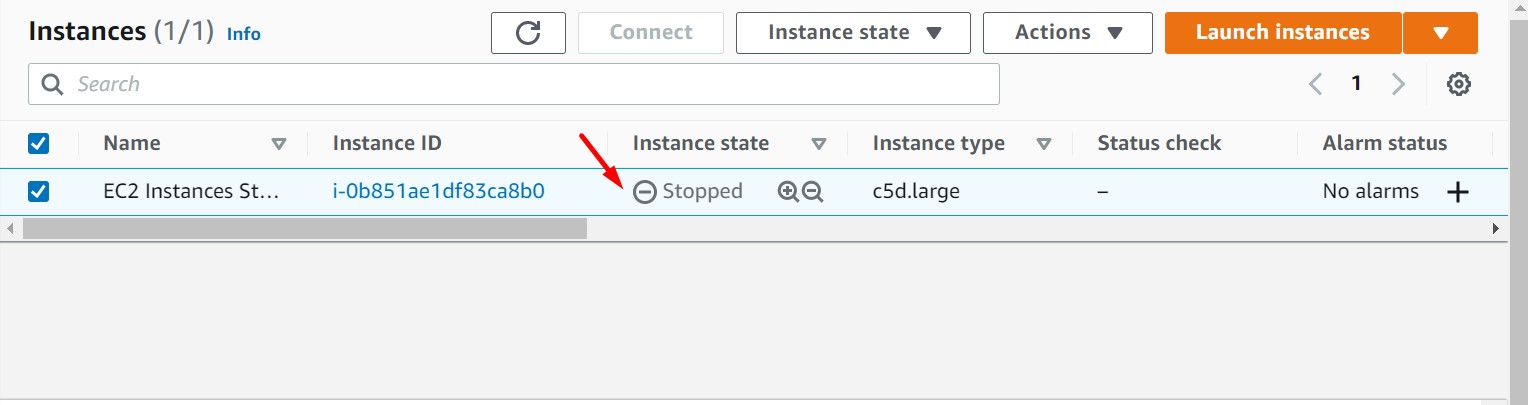 Instances (1/1) Info Connect Instance state Actions Launch instances
Search 1
Name Instance ID Instance state Instance type Status check Alarm status
EC2 Instances St... i-0b851ae1df83ca8b0 Stopped c5d.large – No alarms +